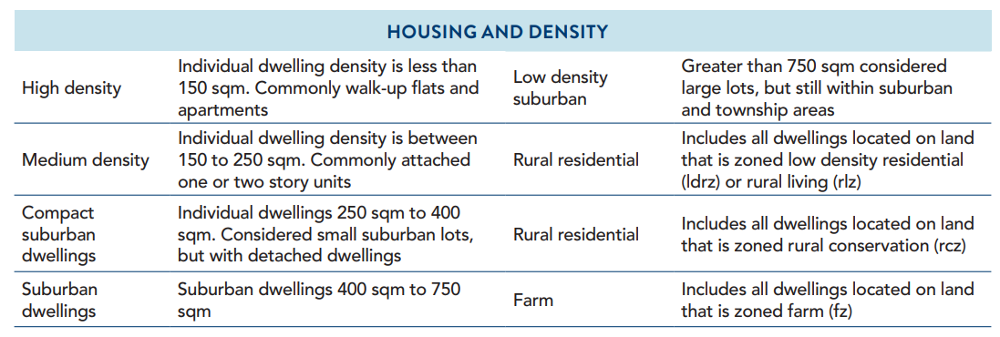 HOUSING AND DENSITY
High density
Individual dwelling density is less than
150 sqm. Commonly walk-up flats and
apartments
Low density
suburban
Greater than 750 sqm considered
large lots, but still within suburban
and township areas
Medium density
Individual dwelling density is between
150 to 250 sqm. Commonly attached
one or two story units
Rural residential
Includes all dwellings located on land
that is zoned low density residential
(ldrz) or rural living (rlz)
Compact
suburban
dwellings
Individual dwellings 250 sqm to 400
sqm. Considered small suburban lots,
but with detached dwellings
Rural residential
Includes all dwellings located on land
that is zoned rural conservation (rcz)
Suburban
dwellings
Suburban dwellings 400 sqm to 750
sqm
Farm
Includes all dwellings located on land
that is zoned farm (fz)